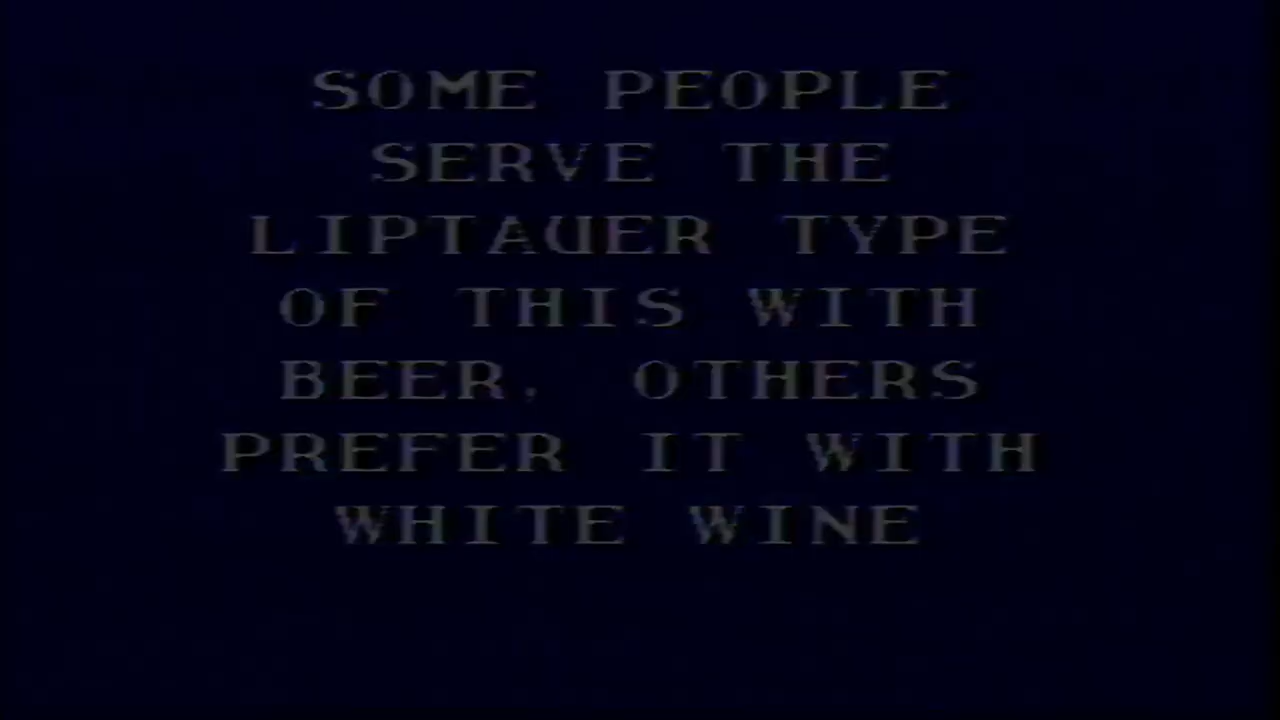 SOME PEOPLE
SERVE THE
LIPTAUER TYPE
OF THIS WITH
BEER, OTHERS
PREFER IT WITH
WHITE WINE